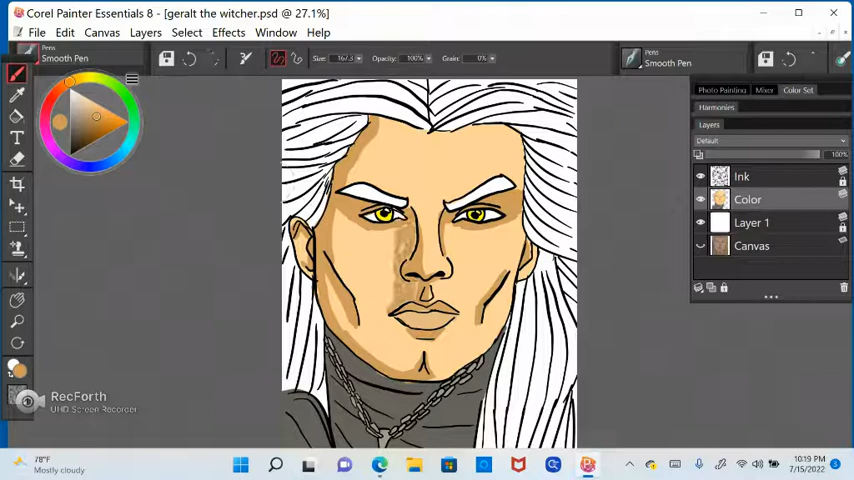 Corel Painter Essentials 8 - [geralt the witcher.psd @ 27.1%]
File Edit Canvas Layers Select Effects Window Help
Pens
Smooth Pen
Size: 167.3
Opacity: 100%
Grain: 0%
Pens
Smooth Pen
Photo Painting Mixer Color Set
Harmonies
Layers
Default
100%
Ink
Color
Layer 1
Canvas
RecForth
UHD Screen Recorder
78°F
Mostly cloudy
10:19 PM
7/15/2022